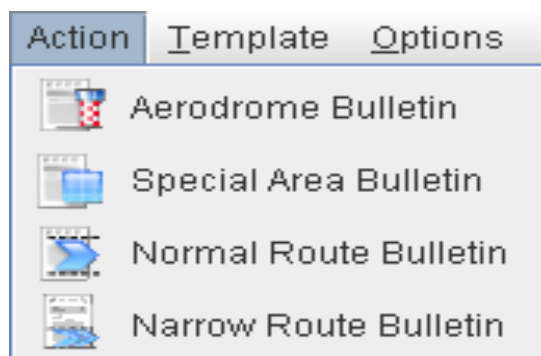 Action Template Options
Aerodrome Bulletin
Special Area Bulletin
Normal Route Bulletin
Narrow Route Bulletin